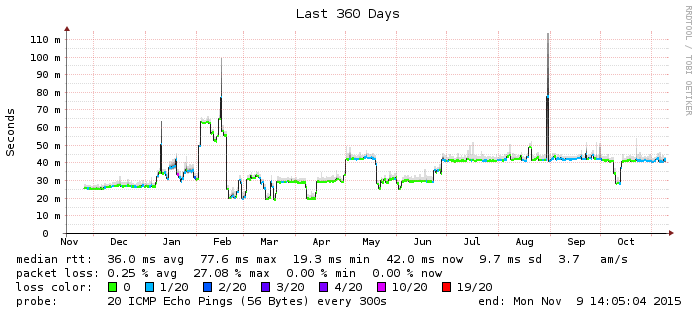 Last 360 Days
RRDTOOL / TOBI OETIKER
Seconds
110 m
100 m
90 m
80 m
70 m
60 m
50 m
40 m
30 m
20 m
10 m
0
Nov Dec Jan Feb Mar Apr May Jun Jul Aug Sep Oct
median rtt: 36.0 ms avg 77.6 ms max 19.3 ms min 42.0 ms now 9.7 ms sd 3.7 am/s
packet loss: 0.25 % avg 27.08 % max 0.00 % min 0.00 % now
loss color: 0 1/20 2/20 3/20 4/20 10/20 19/20
probe: 20 ICMP Echo Pings (56 Bytes) every 300s end: Mon Nov 9 14:05:04 2015